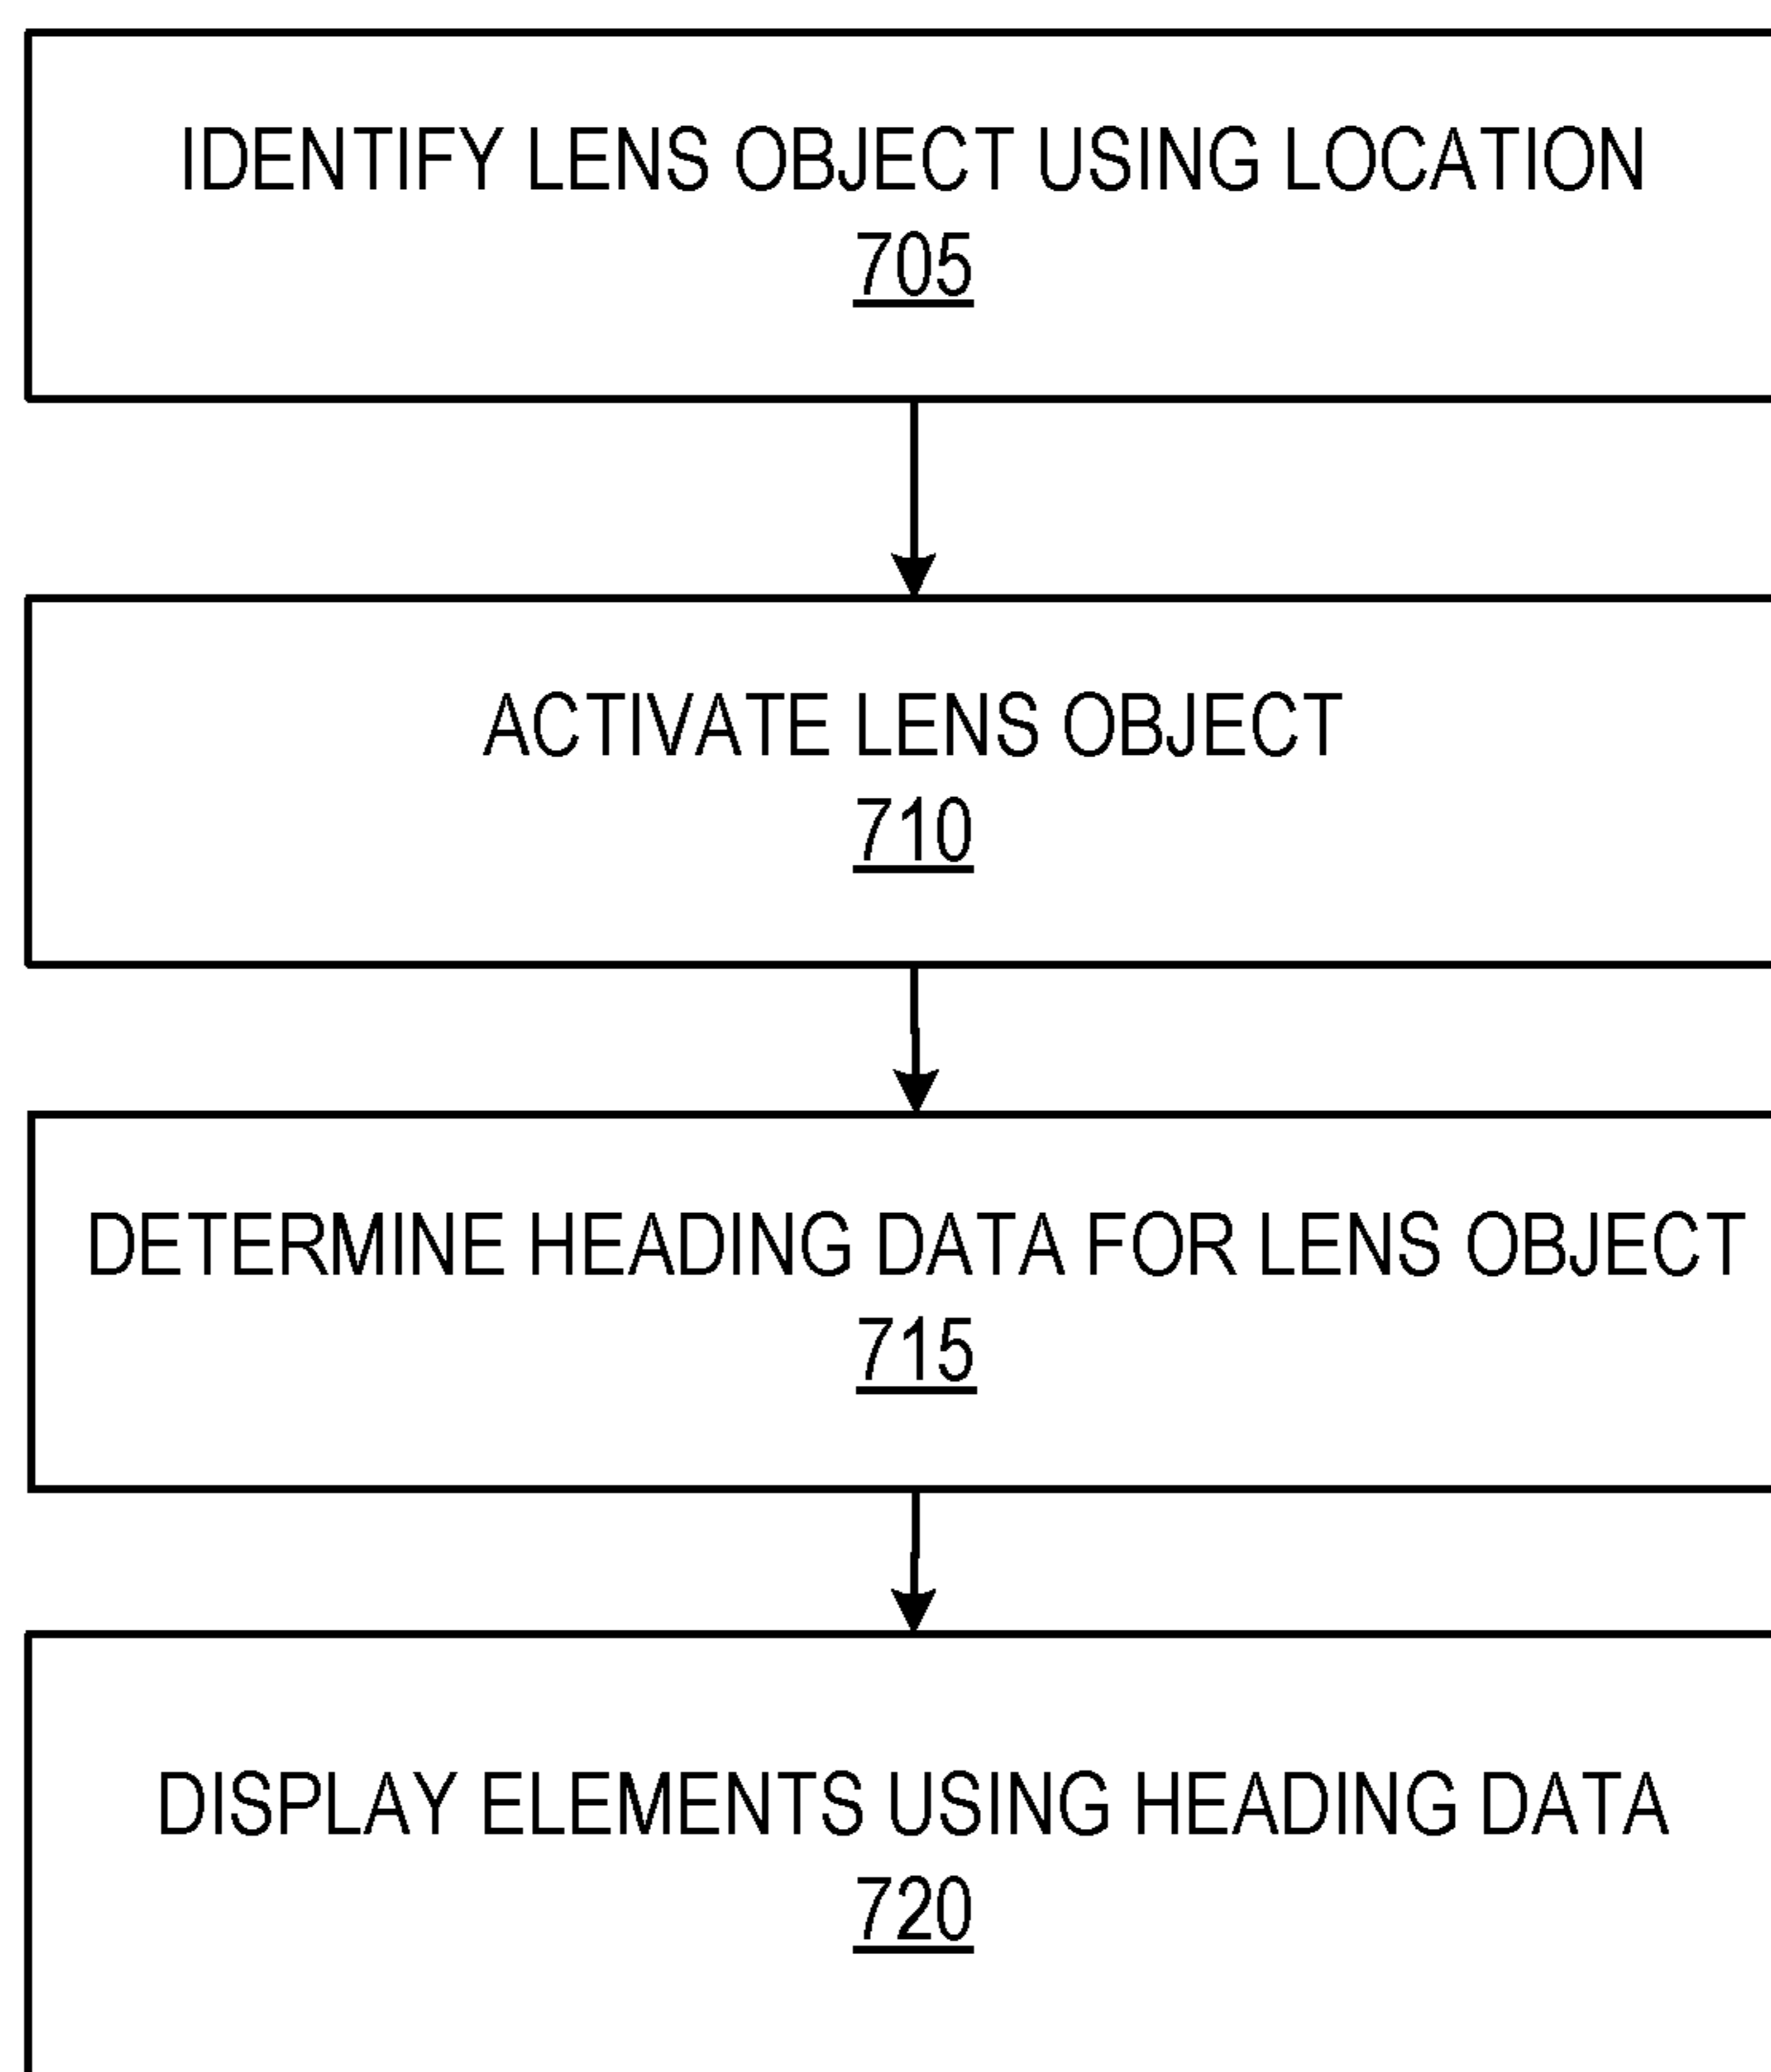 IDENTIFY LENS OBJECT USING LOCATION
705
ACTIVATE LENS OBJECT
710
DETERMINE HEADING DATA FOR LENS OBJECT
715
DISPLAY ELEMENTS USING HEADING DATA
720